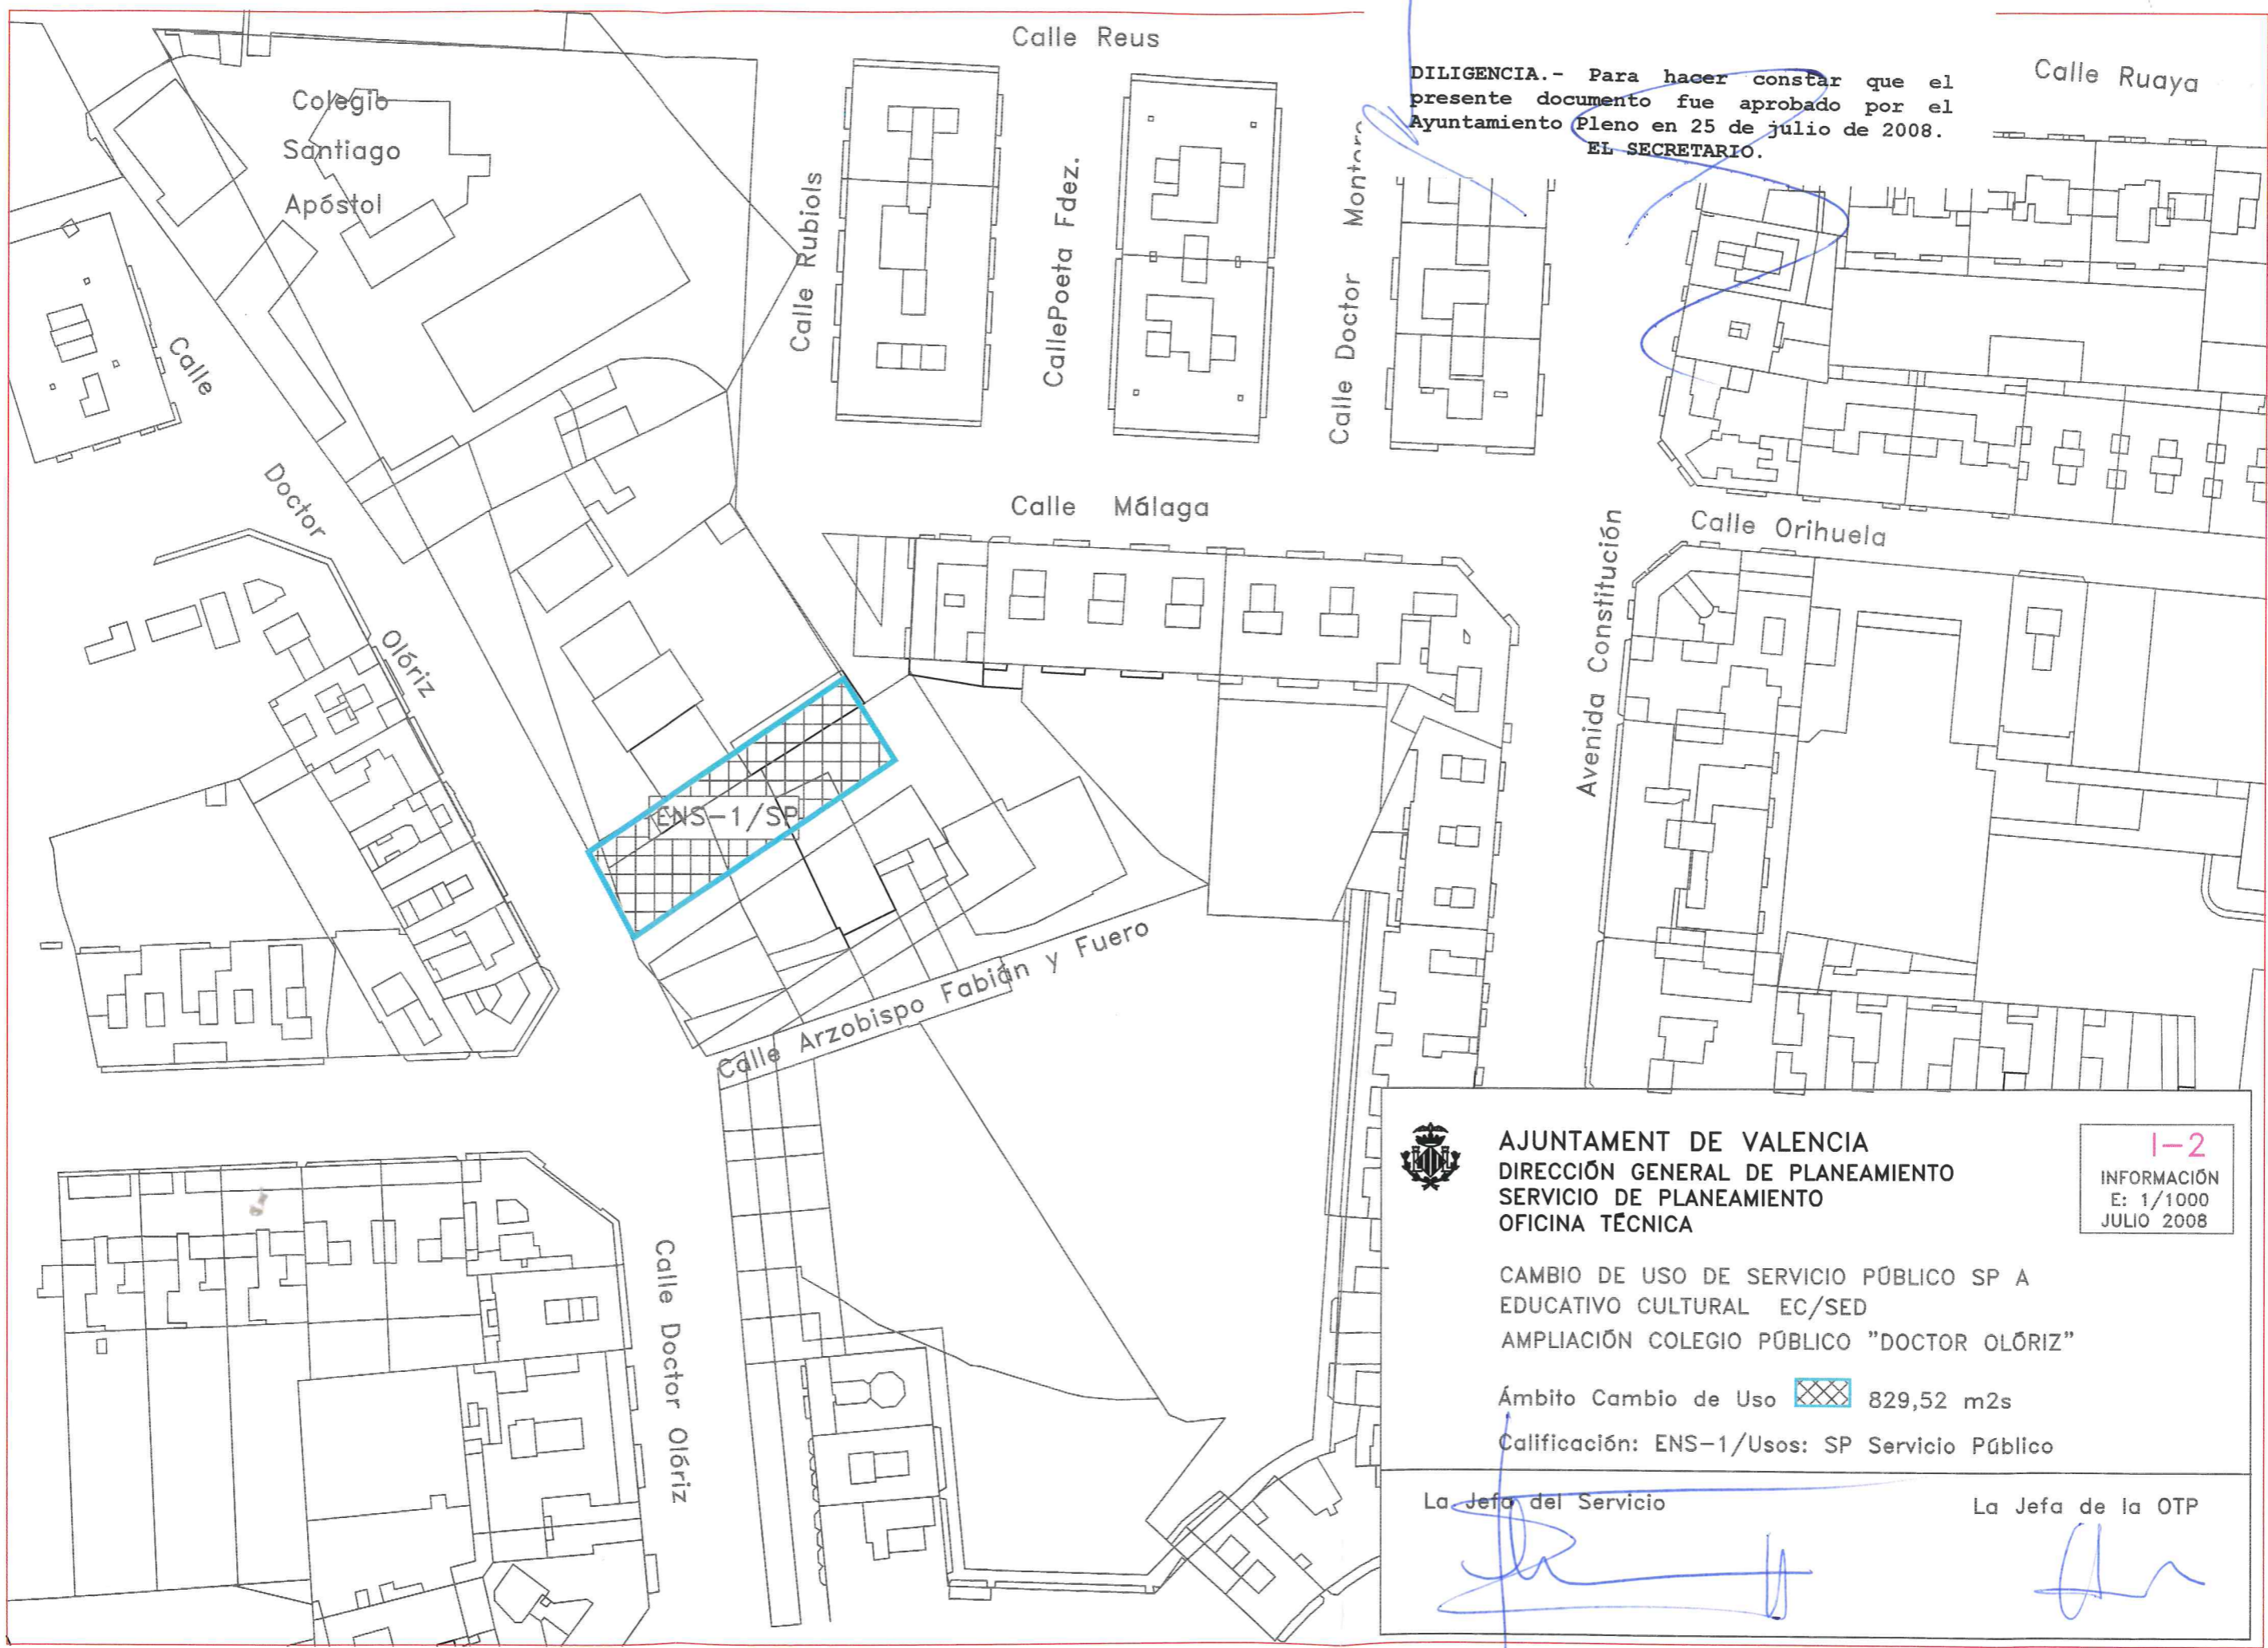 Calle Reus
DILIGENCIA.- Para hacer constar que el
presente documento fue aprobado por el
Ayuntamiento Pleno en 25 de julio de 2008.
EL SECRETARIO.
Calle Ruaya
Colegio
Santiago
Apóstol
Calle Rubiols
CallePoeta Fdez.
Calle Doctor Montoro
Calle
Doctor
Olóriz
Calle Málaga
Calle Orihuela
Avenida Constitución
ENS-1/SP
Calle Arzobispo Fabián y Fuero
Calle Doctor Olóriz
AJUNTAMENT DE VALENCIA
DIRECCIÓN GENERAL DE PLANEAMIENTO
SERVICIO DE PLANEAMIENTO
OFICINA TÉCNICA
I-2
INFORMACIÓN
E: 1/1000
JULIO 2008
CAMBIO DE USO DE SERVICIO PÚBLICO SP A
EDUCATIVO CULTURAL EC/SED
AMPLIACIÓN COLEGIO PÚBLICO "DOCTOR OLÓRIZ"
Ámbito Cambio de Uso 829,52 m2s
Calificación: ENS-1/Usos: SP Servicio Público
La Jefa del Servicio
La Jefa de la OTP